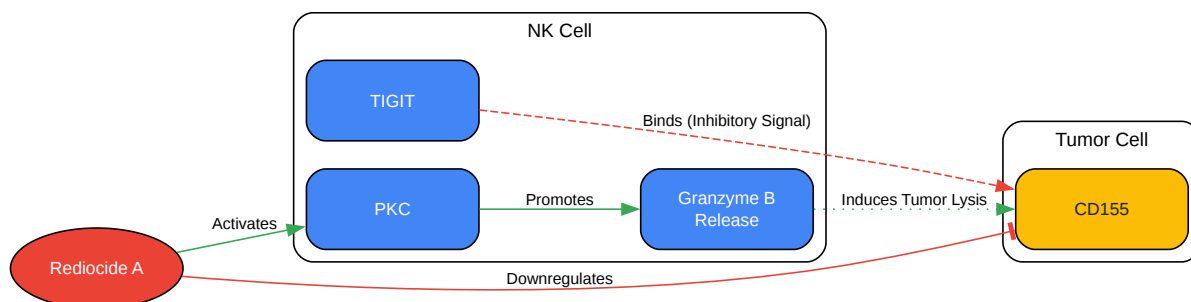 NK Cell
TIGIT
Binds (Inhibitory Signal)
Tumor Cell
PKC
Promotes
Granzyme B
Release
Induces Tumor Lysis
CD155
Activates
Rediocide A
Downregulates